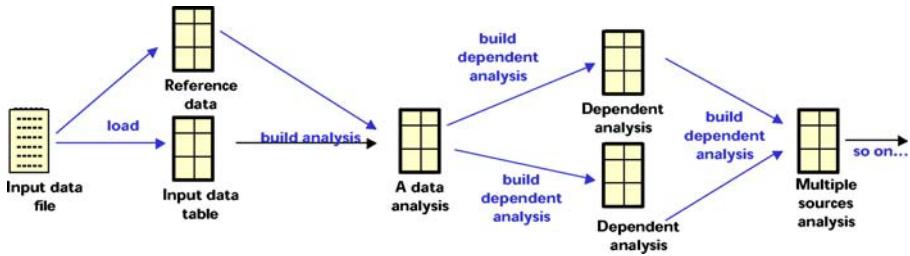 Input data
file
load
Reference
data
Input data
table
build analysis
A data
analysis
build
dependent
analysis
build
dependent
analysis
Dependent
analysis
Dependent
analysis
build
dependent
analysis
Multiple
sources
analysis
so on...